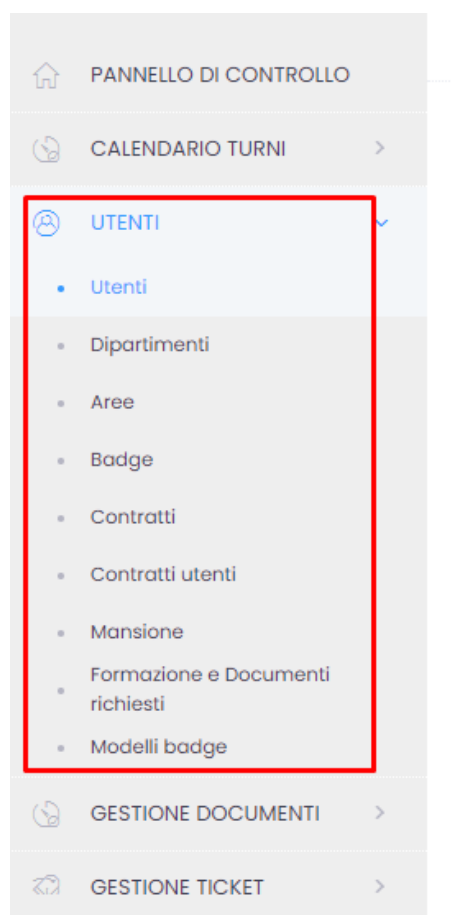 PANNELLO DI CONTROLLO
CALENDARIO TURNI
UTENTI
Utenti
Dipartimenti
Aree
Badge
Contratti
Contratti utenti
Mansione
Formazione e Documenti
richiesti
Modelli badge
GESTIONE DOCUMENTI
GESTIONE TICKET